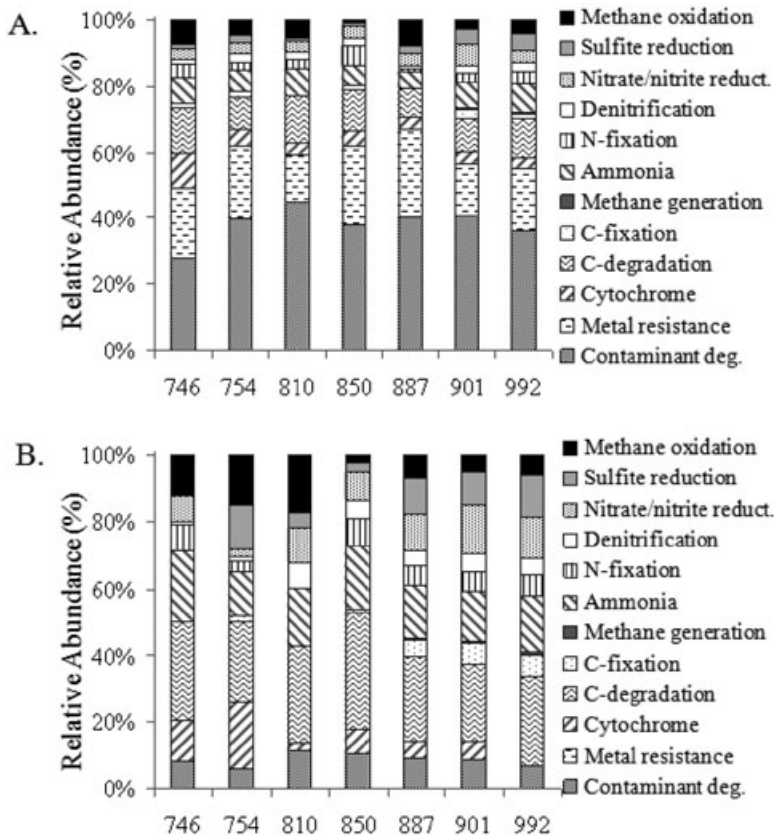 A.
Relative Abundance (%)
100%
80%
60%
40%
20%
0%
746 754 810 850 887 901 992
Methane oxidation
Sulfite reduction
Nitrate/nitrite reduct.
Denitrification
N-fixation
Ammonia
Methane generation
C-fixation
C-degradation
Cytochrome
Metal resistance
Contaminant deg.
B.
Relative Abundance (%)
100%
80%
60%
40%
20%
0%
746 754 810 850 887 901 992
Methane oxidation
Sulfite reduction
Nitrate/nitrite reduct.
Denitrification
N-fixation
Ammonia
Methane generation
C-fixation
C-degradation
Cytochrome
Metal resistance
Contaminant deg.